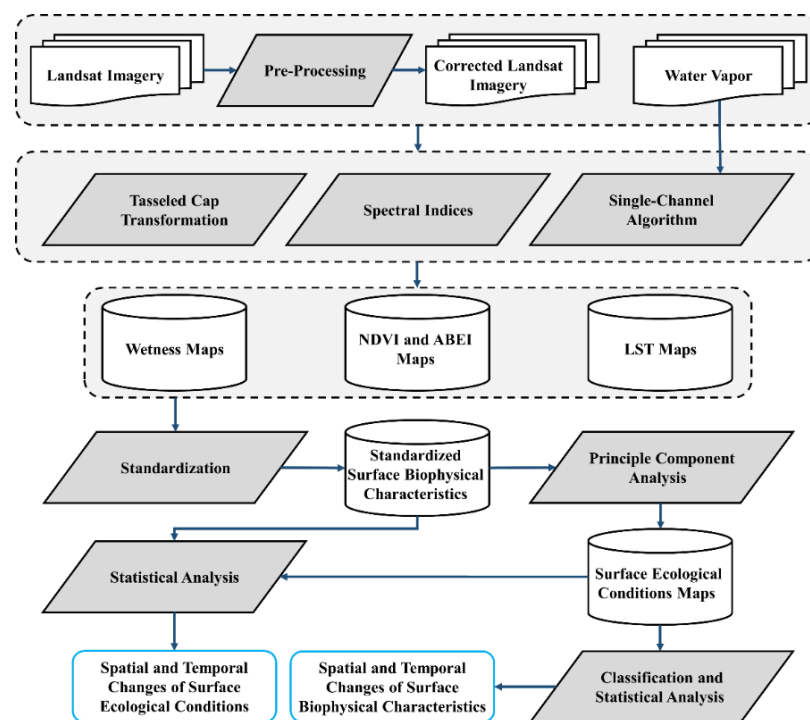 Landsat Imagery
Pre-Processing
Corrected Landsat
Imagery
Water Vapor
Tasseled Cap
Transformation
Spectral Indices
Single-Channel
Algorithm
Wetness Maps
NDVI and ABEI
Maps
LST Maps
Standardization
Standardized
Surface Biophysical
Characteristics
Principle Component
Analysis
Statistical Analysis
Surface Ecological
Conditions Maps
Spatial and Temporal
Changes of Surface
Ecological Conditions
Spatial and Temporal
Changes of Surface
Biophysical Characteristics
Classification and
Statistical Analysis